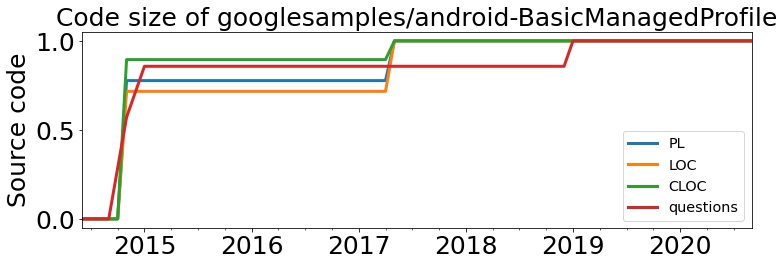 Code size of googlesamples/android-BasicManagedProfile
Source code
1.0
0.5
0.0
PL
LOC
CLOC
questions
2015 2016 2017 2018 2019 2020